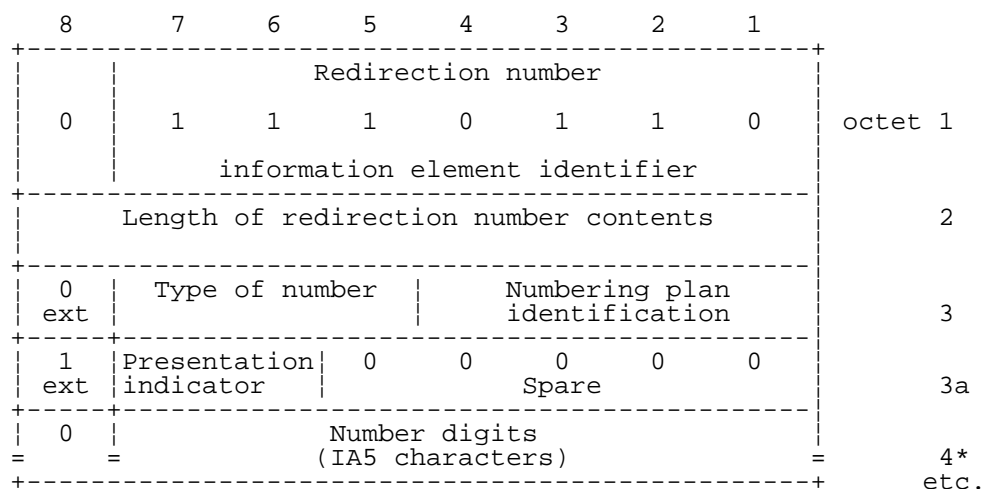 8 7 6 5 4 3 2 1
Redirection number
0 1 1 1 0 1 1 0 octet 1
information element identifier
Length of redirection number contents 2
0 Type of number Numbering plan
ext identification 3
1 Presentation 0 0 0 0 0
ext indicator Spare 3a
0 Number digits
(IA5 characters) 4*
etc.